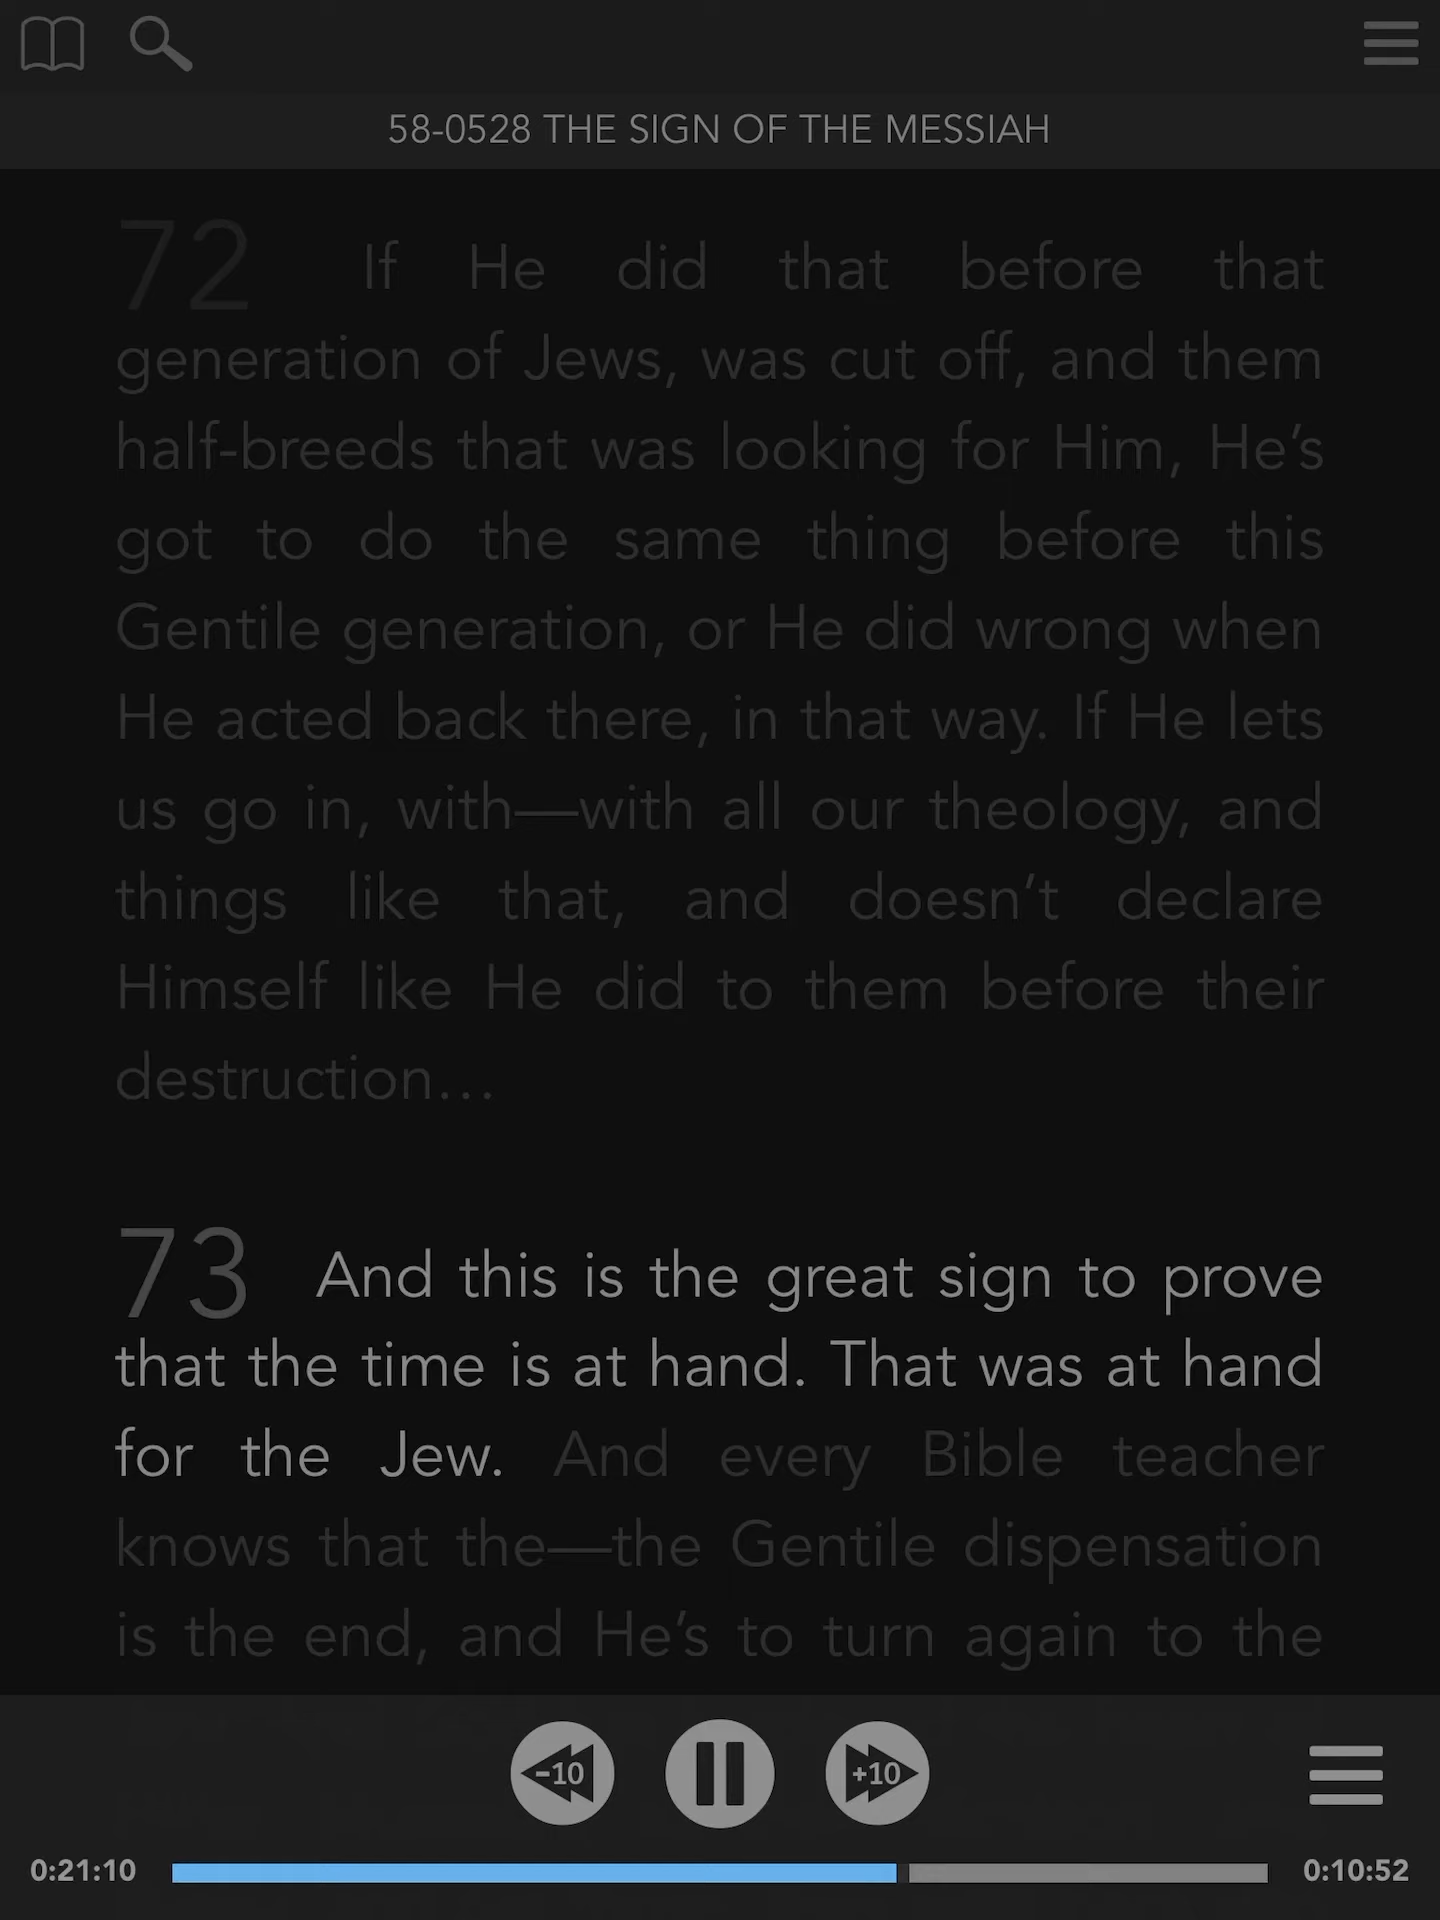 58-0528 THE SIGN OF THE MESSIAH
72 If He did that before that
generation of Jews, was cut off, and them
half-breeds that was looking for Him, He’s
got to do the same thing before this
Gentile generation, or He did wrong when
He acted back there, in that way. If He lets
us go in, with—with all our theology, and
things like that, and doesn’t declare
Himself like He did to them before their
destruction…
73 And this is the great sign to prove
that the time is at hand. That was at hand
for the Jew. And every Bible teacher
knows that the—the Gentile dispensation
is the end, and He’s to turn again to the
-10 +10
0:21:10 0:10:52